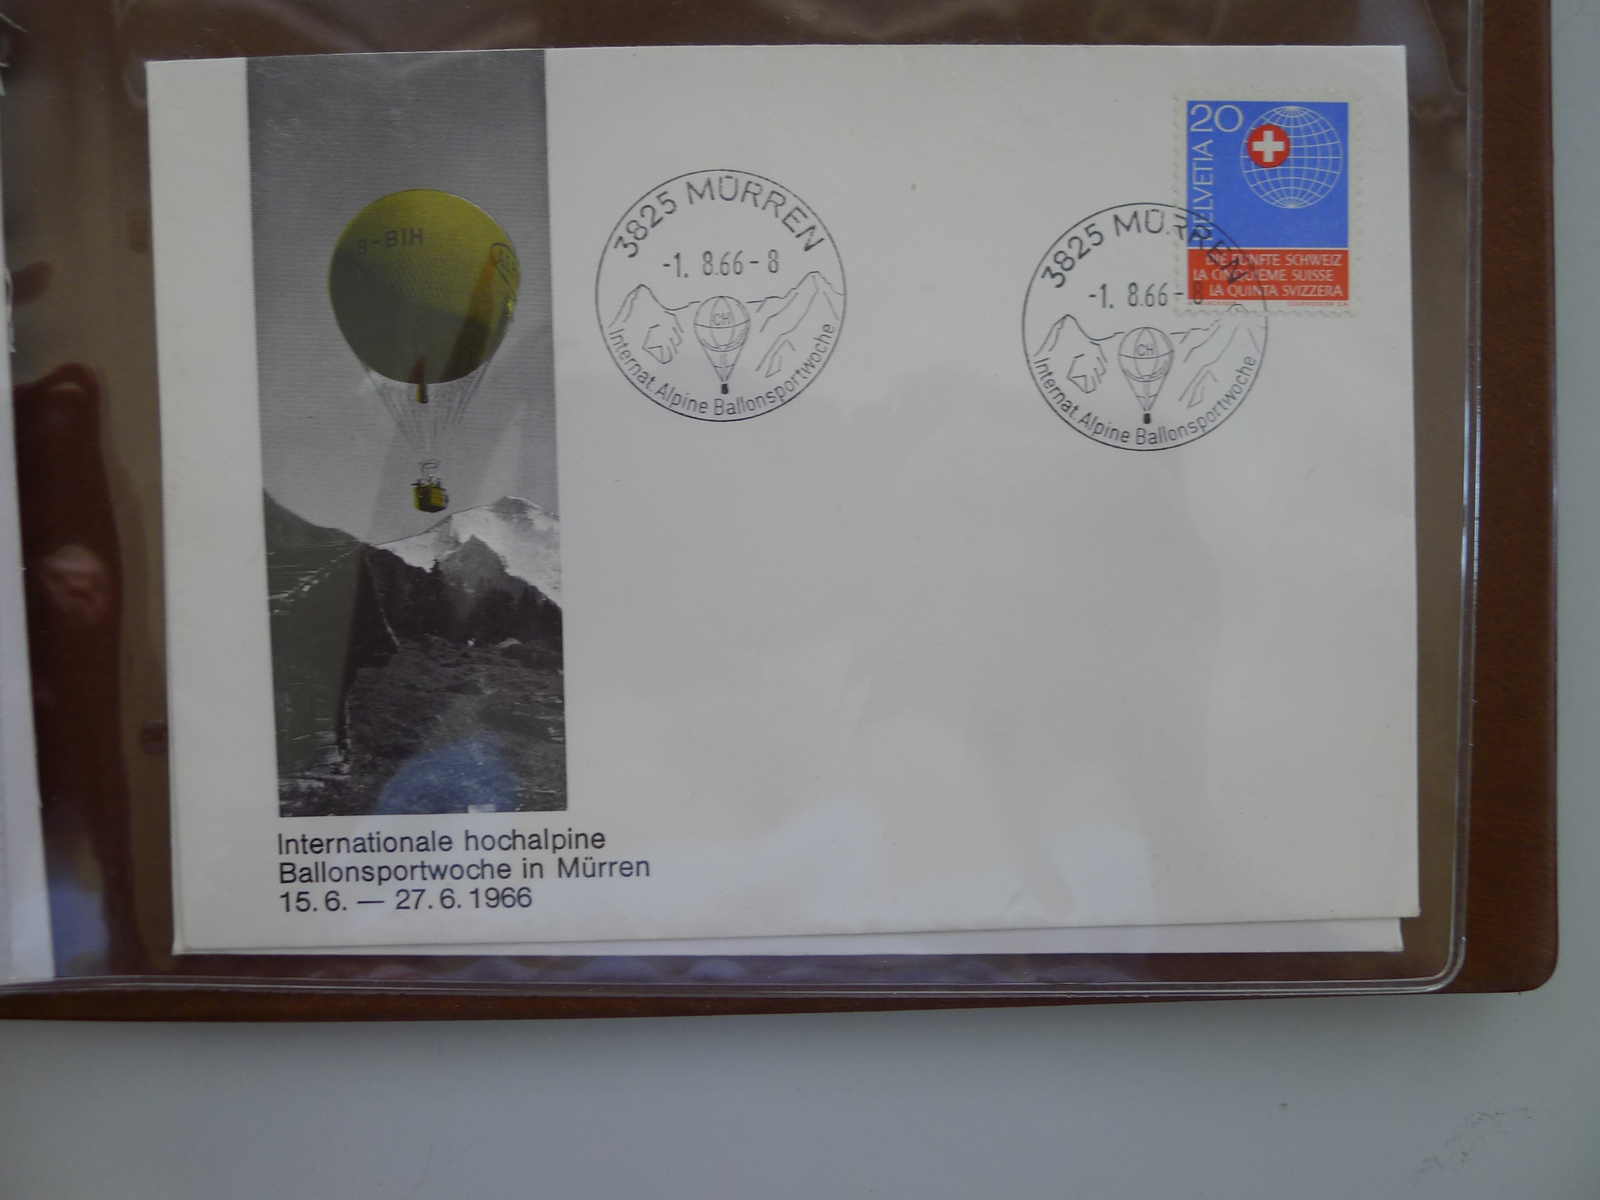 HB-BIH
3825 MÜRREN
-1. 8.66-8
CH
Internat. Alpine Ballonsportwoche
20
HELVETIA
DIE FÜNFTE SCHWEIZ
LA CINQUIEME SUISSE
LA QUINTA SVIZZERA
3825 MÜRREN
-1. 8.66-8
CH
Internat. Alpine Ballonsportwoche
Internationale hochalpine
Ballonsportwoche in Mürren
15. 6. — 27. 6. 1966